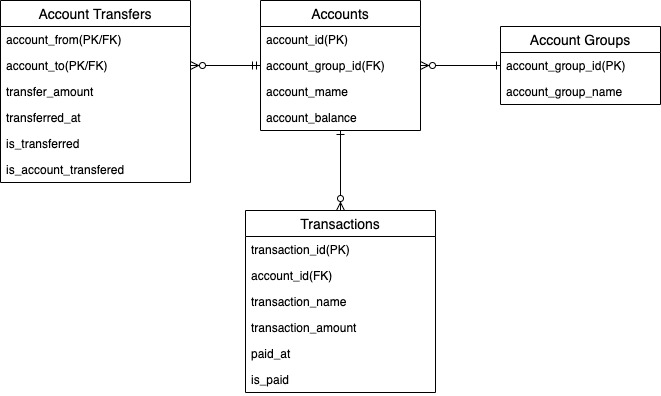 Account Transfers
account_from(PK/FK)
account_to(PK/FK)
transfer_amount
transferred_at
is_transferred
is_account_transfered
Accounts
account_id(PK)
account_group_id(FK)
account_mame
account_balance
Account Groups
account_group_id(PK)
account_group_name
Transactions
transaction_id(PK)
account_id(FK)
transaction_name
transaction_amount
paid_at
is_paid